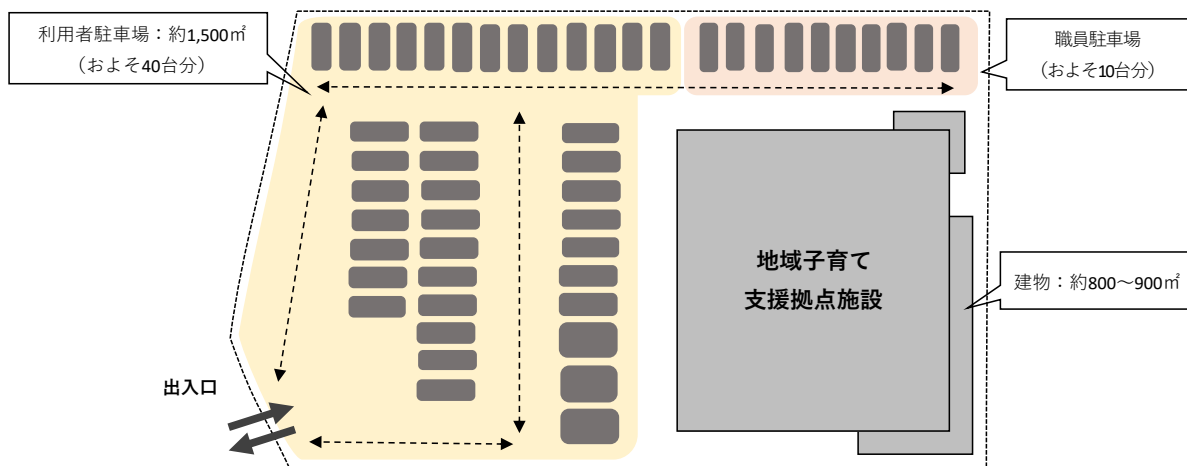 利用者駐車場：約1,500㎡
（およそ40台分）
職員駐車場
（およそ10台分）
地域子育て
支援拠点施設
建物：約800～900㎡
出入口